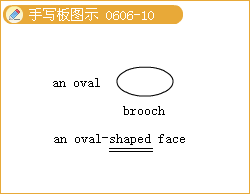 手写板图示 0606-10
an oval
brooch
an oval-shaped face